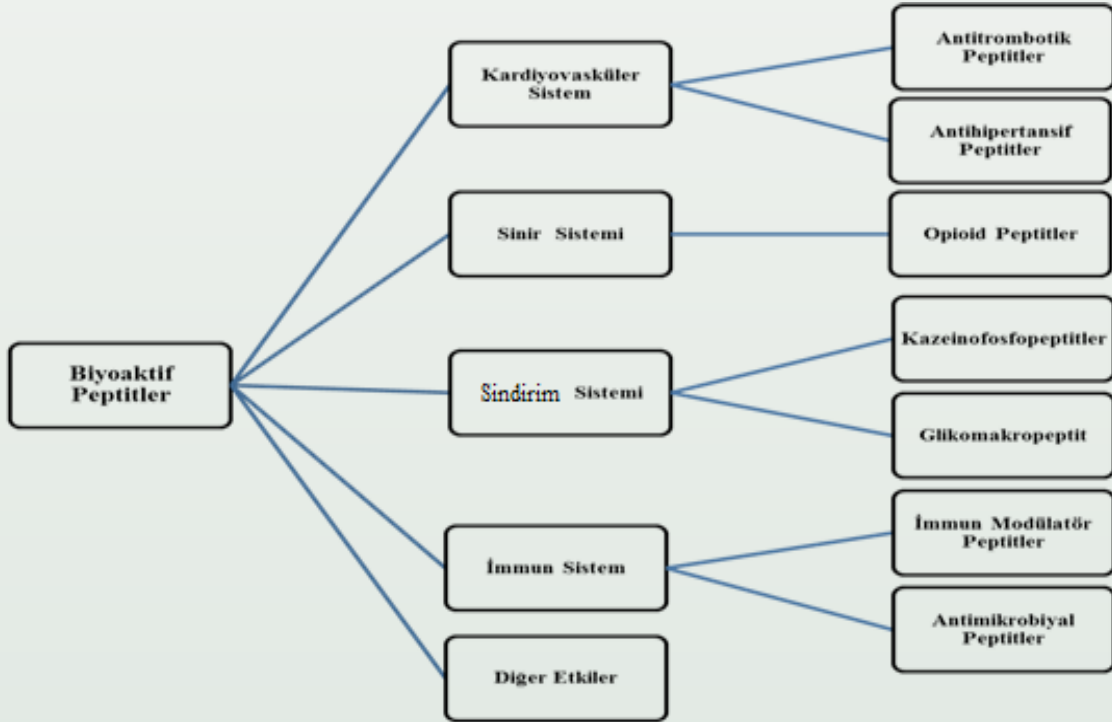 Biyoaktif
Peptitler
Kardiyovasküler
Sistem
Antitrombotik
Peptitler
Antihipertansif
Peptitler
Sinir Sistemi
Opioid Peptitler
Sindirim Sistemi
Kazeinofosfopeptitler
Glikomakropeptit
İmmun Sistem
İmmun Modülatör
Peptitler
Antimikrobiyal
Peptitler
Diğer Etkiler